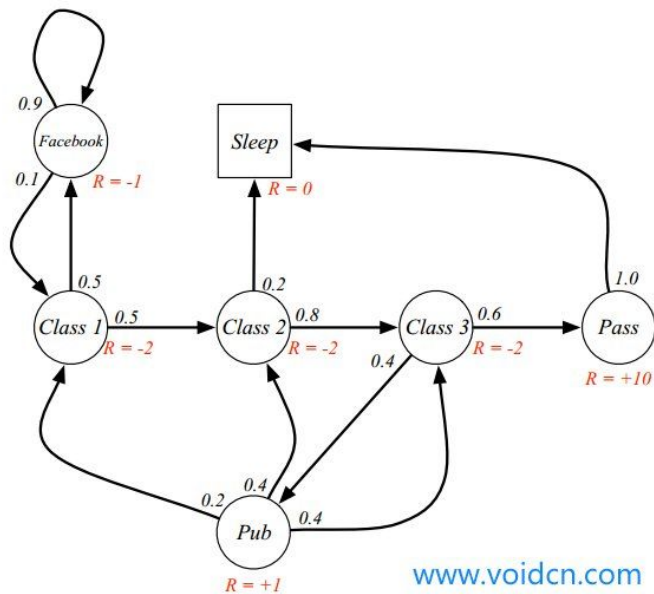 0.9
Facebook
0.1
R = -1
Sleep
R = 0
0.5
Class 1
0.5
R = -2
0.2
Class 2
0.8
R = -2
Class 3
0.6
R = -2
0.4
1.0
Pass
R = +10
0.2
0.4
0.4
Pub
R = +1
www.voidcn.com